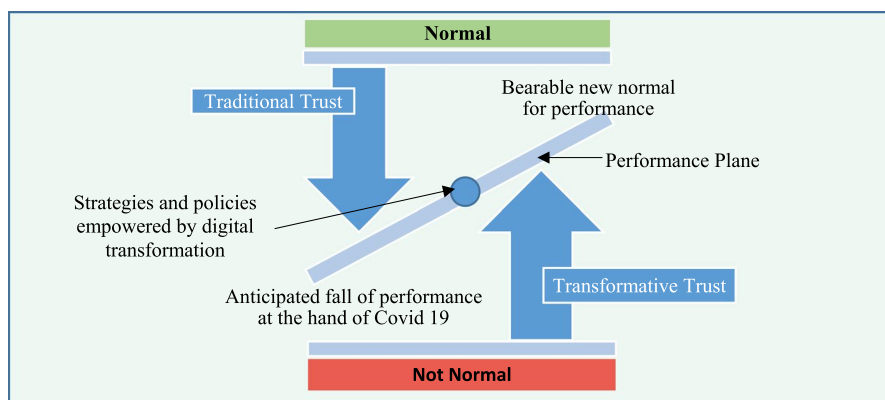 Normal
Traditional Trust
Bearable new normal
for performance
Performance Plane
Strategies and policies
empowered by digital
transformation
Anticipated fall of performance
at the hand of Covid 19
Transformative Trust
Not Normal